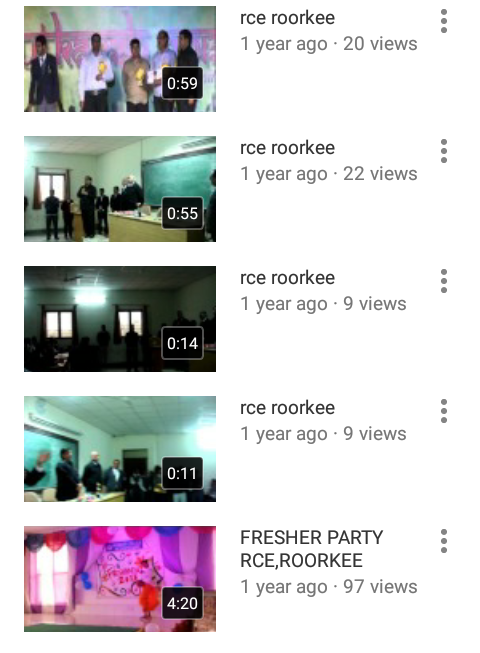 rce roorkee
1 year ago · 20 views
0:59
rce roorkee
1 year ago · 22 views
0:55
rce roorkee
1 year ago · 9 views
0:14
rce roorkee
1 year ago · 9 views
0:11
FRESHER PARTY
RCE,ROORKEE
1 year ago · 97 views
4:20